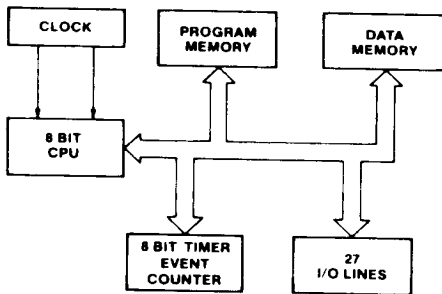 CLOCK
PROGRAM
MEMORY
DATA
MEMORY
8 BIT
CPU
8 BIT TIMER
EVENT
COUNTER
27
I/O LINES